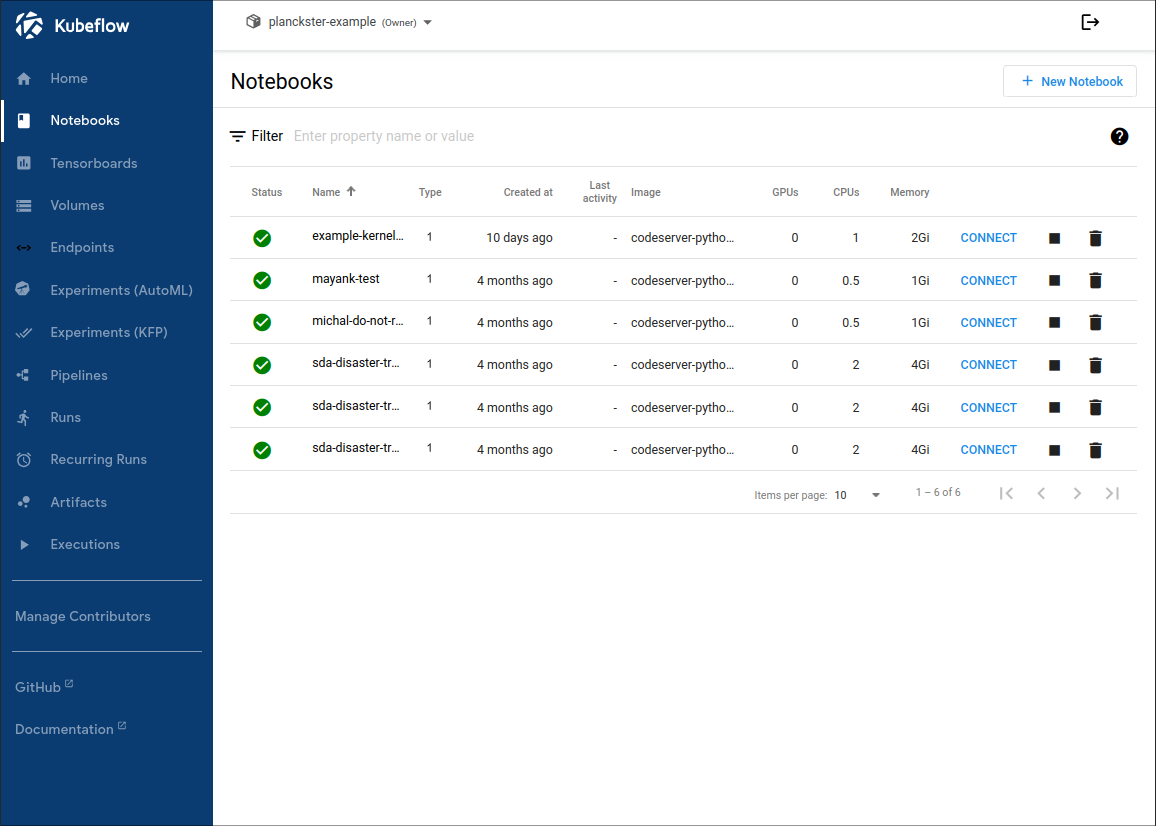 Kubeflow
planckster-example (Owner)
Home
Notebooks
Tensorboards
Volumes
Endpoints
Experiments (AutoML)
Experiments (KFP)
Pipelines
Runs
Recurring Runs
Artifacts
Executions
Manage Contributors
GitHub
Documentation
Notebooks
+ New Notebook
Filter Enter property name or value
?
Status Name Type Created at Last activity Image GPUs CPUs Memory
example-kernel... 1 10 days ago - codeserver-pytho... 0 1 2Gi CONNECT
mayank-test 1 4 months ago - codeserver-pytho... 0 0.5 1Gi CONNECT
michal-do-not-r... 1 4 months ago - codeserver-pytho... 0 0.5 1Gi CONNECT
sda-disaster-tr... 1 4 months ago - codeserver-pytho... 0 2 4Gi CONNECT
sda-disaster-tr... 1 4 months ago - codeserver-pytho... 0 2 4Gi CONNECT
sda-disaster-tr... 1 4 months ago - codeserver-pytho... 0 2 4Gi CONNECT
Items per page: 10 1 – 6 of 6